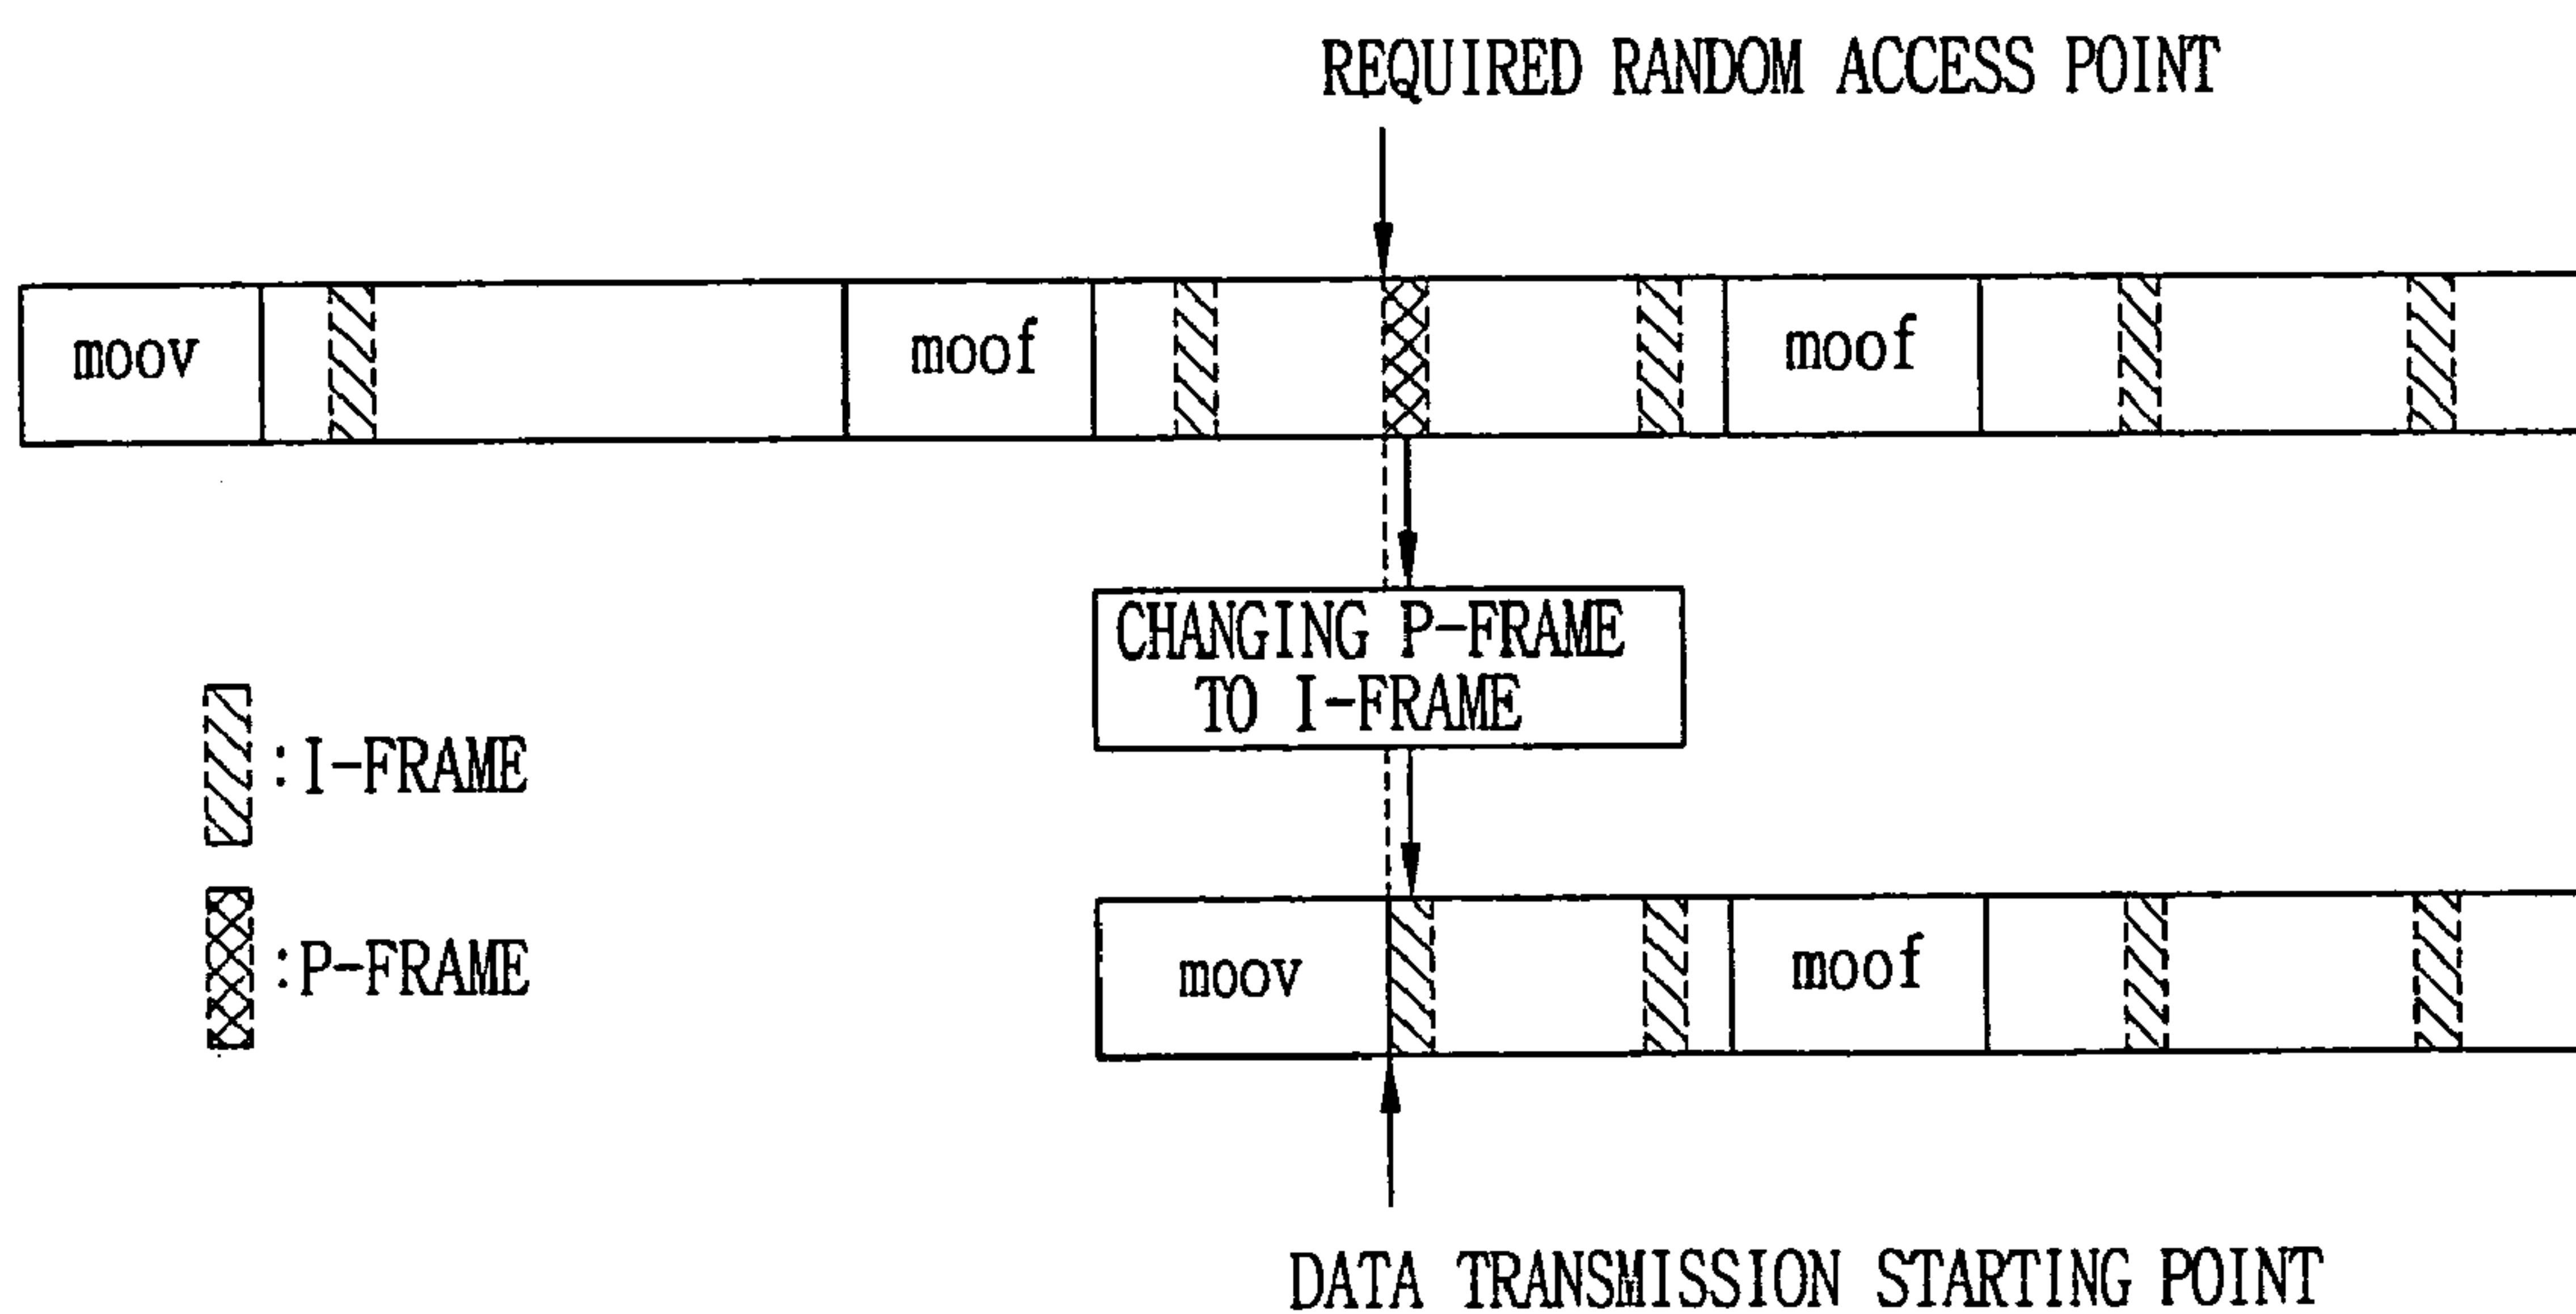 REQUIRED RANDOM ACCESS POINT
moov
moof
moof
CHANGING P-FRAME
TO I-FRAME
:I-FRAME
:P-FRAME
moov
moof
DATA TRANSMISSION STARTING POINT